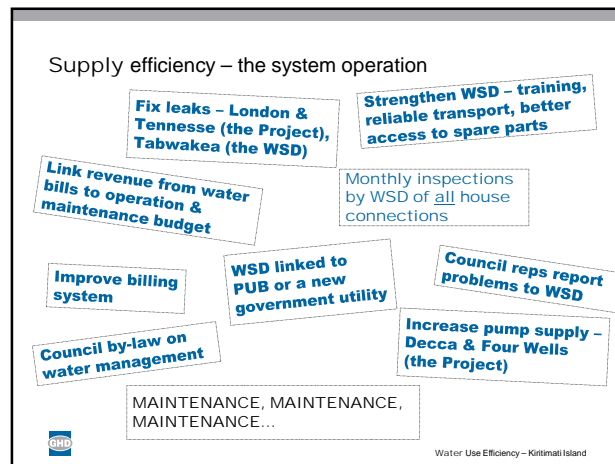 Supply efficiency – the system operation
Fix leaks – London &
Tennesse (the Project),
Tabwakea (the WSD)
Strengthen WSD – training,
reliable transport, better
access to spare parts
Link revenue from water
bills to operation &
maintenance budget
Monthly inspections
by WSD of all house
connections
Improve billing
system
WSD linked to
PUB or a new
government utility
Council reps report
problems to WSD
Council by-law on
water management
Increase pump supply –
Decca & Four Wells
(the Project)
MAINTENANCE, MAINTENANCE,
MAINTENANCE...
GHD
Water Use Efficiency – Kiritimati Island